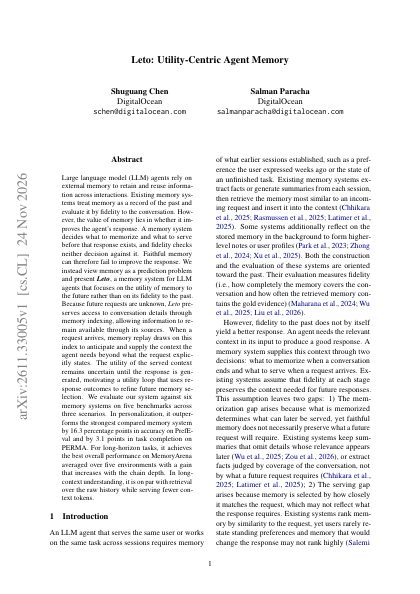 Leto: Utility-Centric Agent Memory
Shuguang Chen
DigitalOcean
schen@digitalocean.com
Salman Paracha
DigitalOcean
salmanparacha@digitalocean.com
arXiv:2611.33005v1 [cs.CL] 24 Nov 2026
Abstract
Large language model (LLM) agents rely on
external memory to retain and reuse informa-
tion across interactions. Existing memory sys-
tems treat memory as a record of the past and
evaluate it by fidelity to the conversation. How-
ever, the value of memory lies in whether it im-
proves the agent's response. A memory system
decides what to memorize and what to serve
before that response exists, and fidelity checks
neither decision against it. Faithful memory
can therefore fail to improve the response. We
instead view memory as a prediction problem
and present Leto, a memory system for LLM
agents that focuses on the utility of memory to
the future rather than on its fidelity to the past.
Because future requests are unknown, Leto pre-
serves access to conversation details through
memory indexing, allowing information to re-
main available through its sources. When a
request arrives, memory replay draws on this
index to anticipate and supply the context the
agent needs beyond what the request explic-
itly states. The utility of the served context
remains uncertain until the response is gen-
erated, motivating a utility loop that uses re-
sponse outcomes to refine future memory se-
lection. We evaluate our system against six
memory systems on five benchmarks across
three scenarios. In personalization, it outper-
forms the strongest compared memory system
by 16.3 percentage points in accuracy on PrefE-
val and by 3.1 points in task completion on
PERMA. For long-horizon tasks, it achieves
the best overall performance on MemoryArena
averaged over five environments with a gain
that increases with the chain depth. In long-
context understanding, it is on par with retrieval
over the raw history while serving fewer con-
text tokens.
1 Introduction
An LLM agent that serves the same user or works
on the same task across sessions requires memory
of what earlier sessions established, such as a pref-
erence the user expressed weeks ago or the state of
an unfinished task. Existing memory systems ex-
tract facts or generate summaries from each session,
then retrieve the most similar to an incoming re-
quest and insert it into the context (Chhikara
et al., 2025; Rasmussen et al., 2025; Latimer et al.,
2025). Some systems additionally reflect on the
stored memory in the background to form higher-
level notes or user profiles (Park et al., 2023; Zhong
et al., 2024; Xu et al., 2025). Both the construction
and the evaluation of these systems are oriented
toward the past. Their evaluation measures fidelity
(i.e., how completely the memory covers the con-
versation and how often the retrieved memory con-
tains the gold evidence) (Maharana et al., 2024; Wu
et al., 2025; Liu et al., 2026).
However, fidelity to the past does not by itself
yield a better response. An agent needs the relevant
context in its input to produce a good response. A
memory system supplies this context through two
decisions: what to memorize when a conversation
ends and what to serve when a request arrives. Ex-
isting systems assume that fidelity at each stage
preserves the context needed for future responses.
This assumption leaves two gaps: 1) The memo-
rization gap arises because what is memorized
determines what can later be served, yet faithful
memory does not necessarily preserve what a future
request will require. Existing systems keep sum-
maries that omit details whose relevance appears
later (Wu et al., 2025; Zou et al., 2026), or extract
facts judged by coverage of the conversation, not
by what a future request requires (Chhikara et al.,
2025; Latimer et al., 2025); 2) The serving gap
arises because memory is selected by how closely
it matches the request, which may not reflect what
the response requires. Existing systems rank mem-
ory by similarity to the request, yet users rarely re-
state standing preferences and memory that would
change the response may not rank highly (Salemi
1